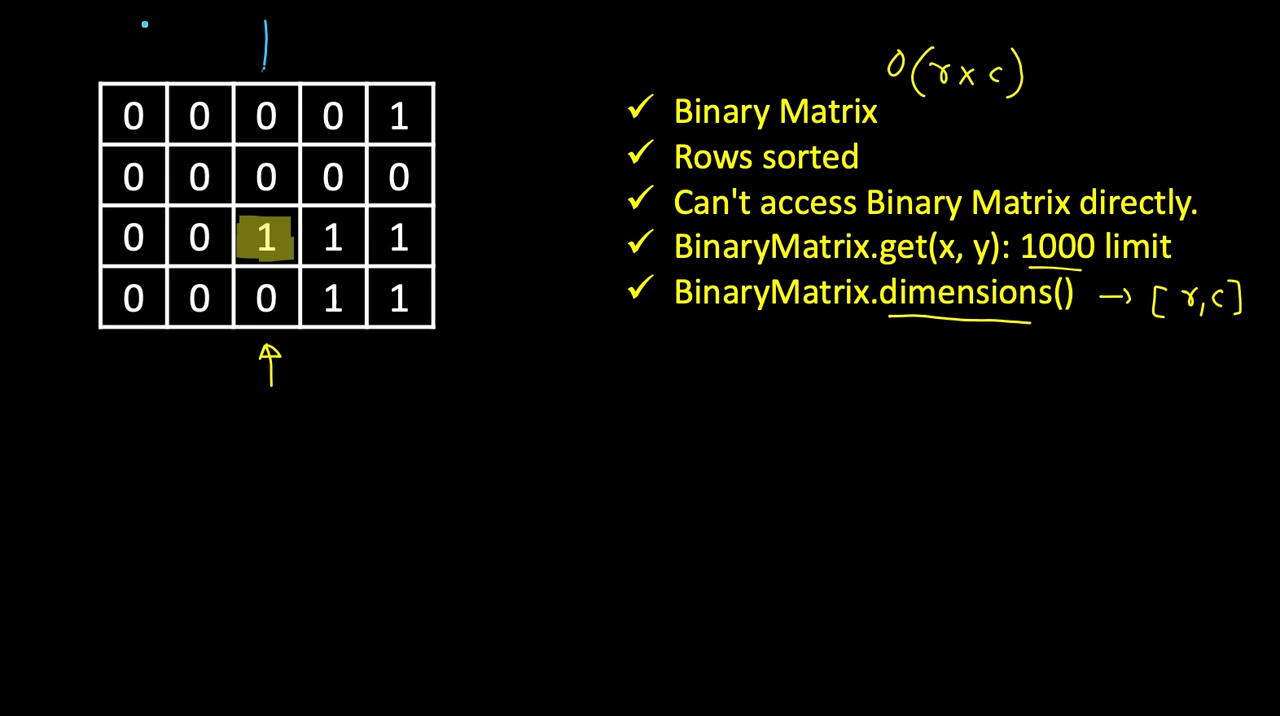 O(r x c)
0 0 0 0 1
0 0 0 0 0
0 0 1 1 1
0 0 0 1 1
✓ Binary Matrix
✓ Rows sorted
✓ Can't access Binary Matrix directly.
✓ BinaryMatrix.get(x, y): 1000 limit
✓ BinaryMatrix.dimensions() → [r,c]